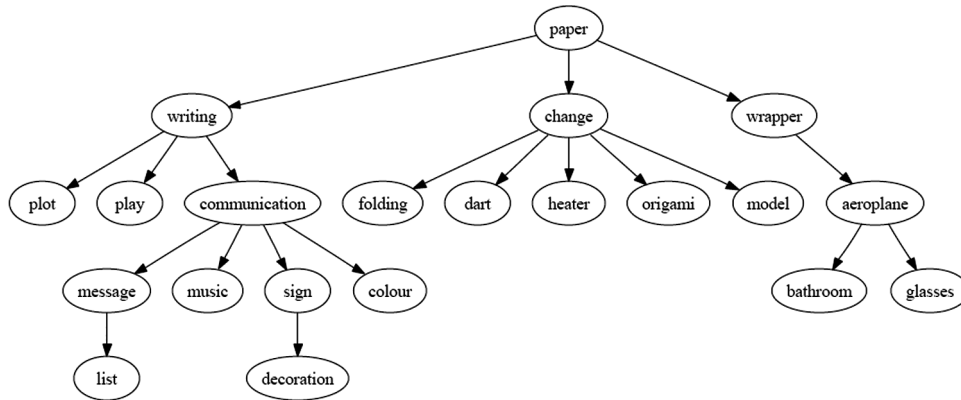 paper
writing change wrapper
plot play communication folding dart heater origami model aeroplane
message music sign colour bathroom glasses
list decoration